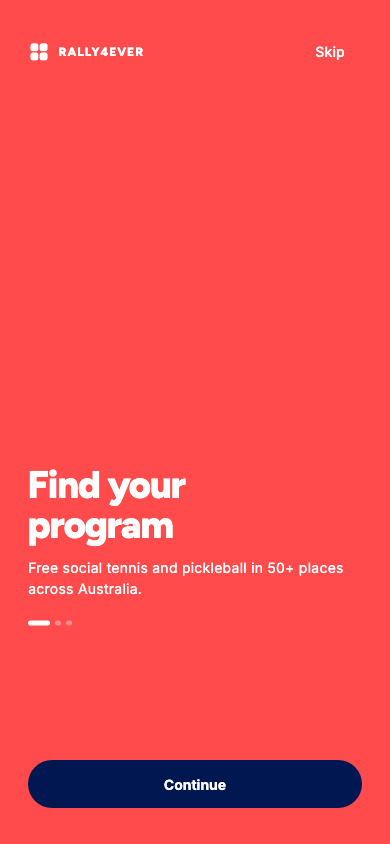 RALLY4EVER
Skip
Find your
program
Free social tennis and pickleball in 50+ places
across Australia.
Continue